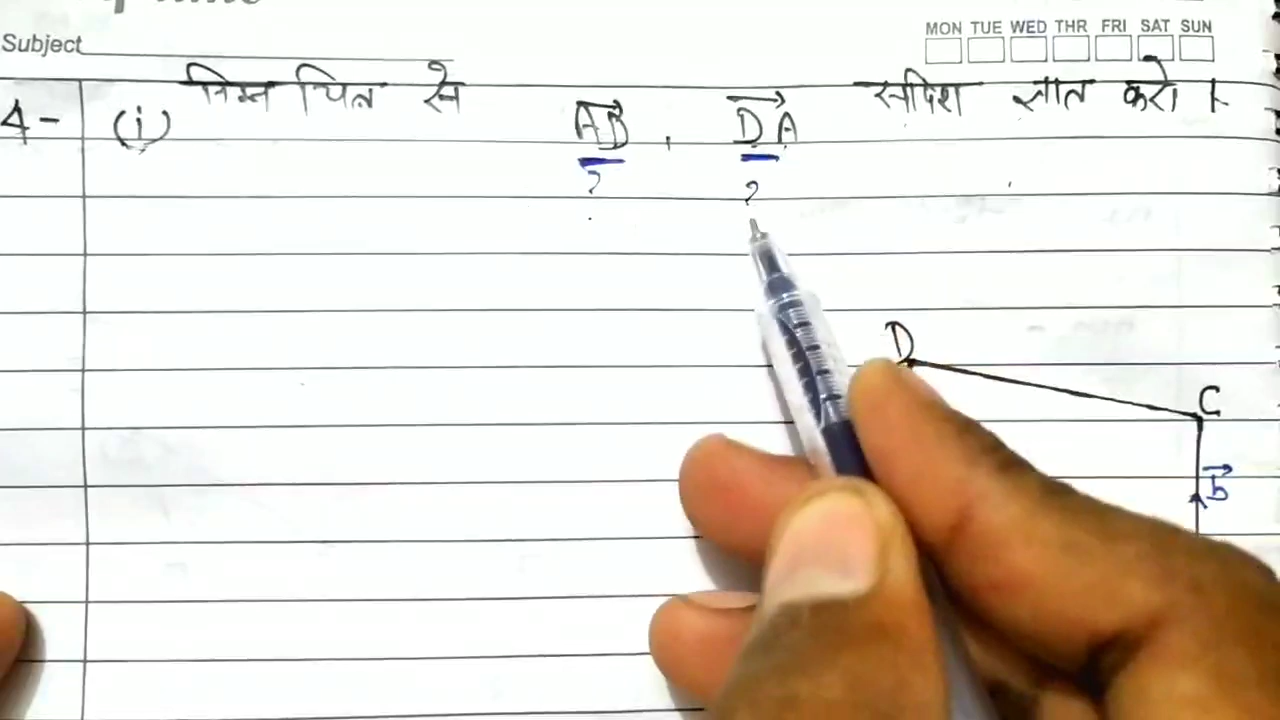 MON TUE WED THR FRI SAT SUN
Subject
4- (i) निम्न चित्र से AB, DA सदिश ज्ञात करो ।
? ?
D
C
b